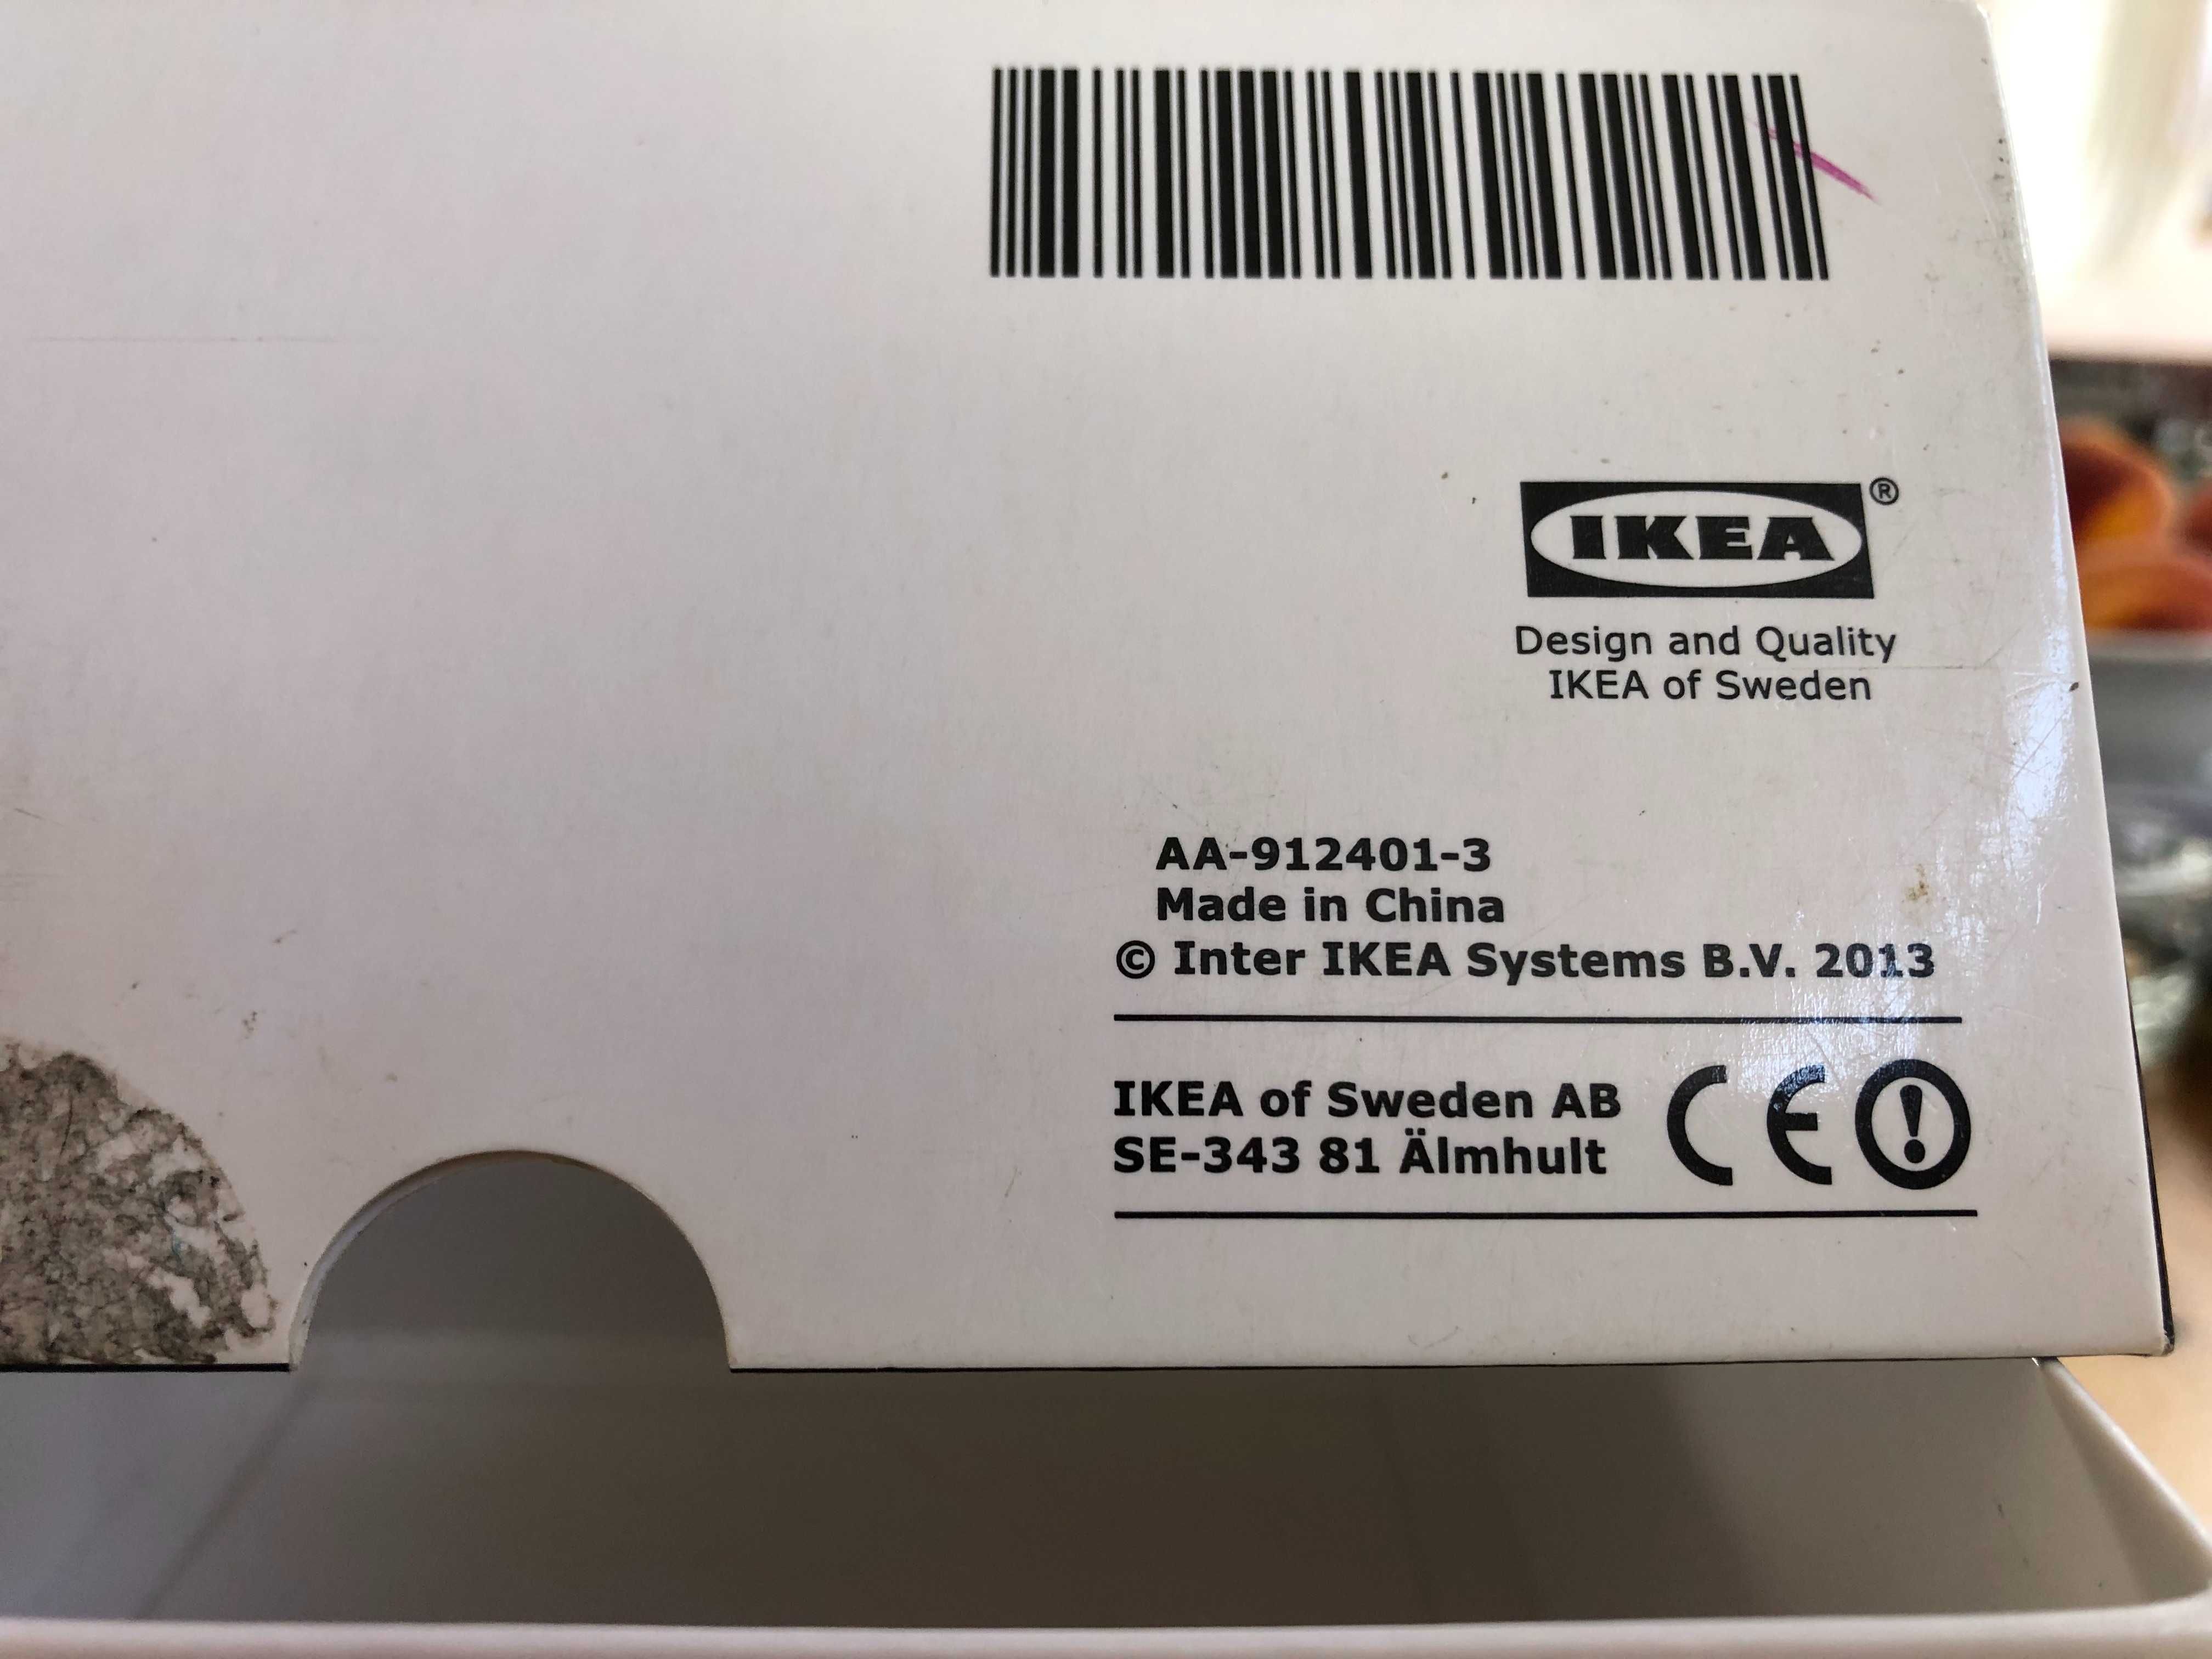 IKEA®
Design and Quality
IKEA of Sweden
AA-912401-3
Made in China
© Inter IKEA Systems B.V. 2013
IKEA of Sweden AB
SE-343 81 Älmhult
CE